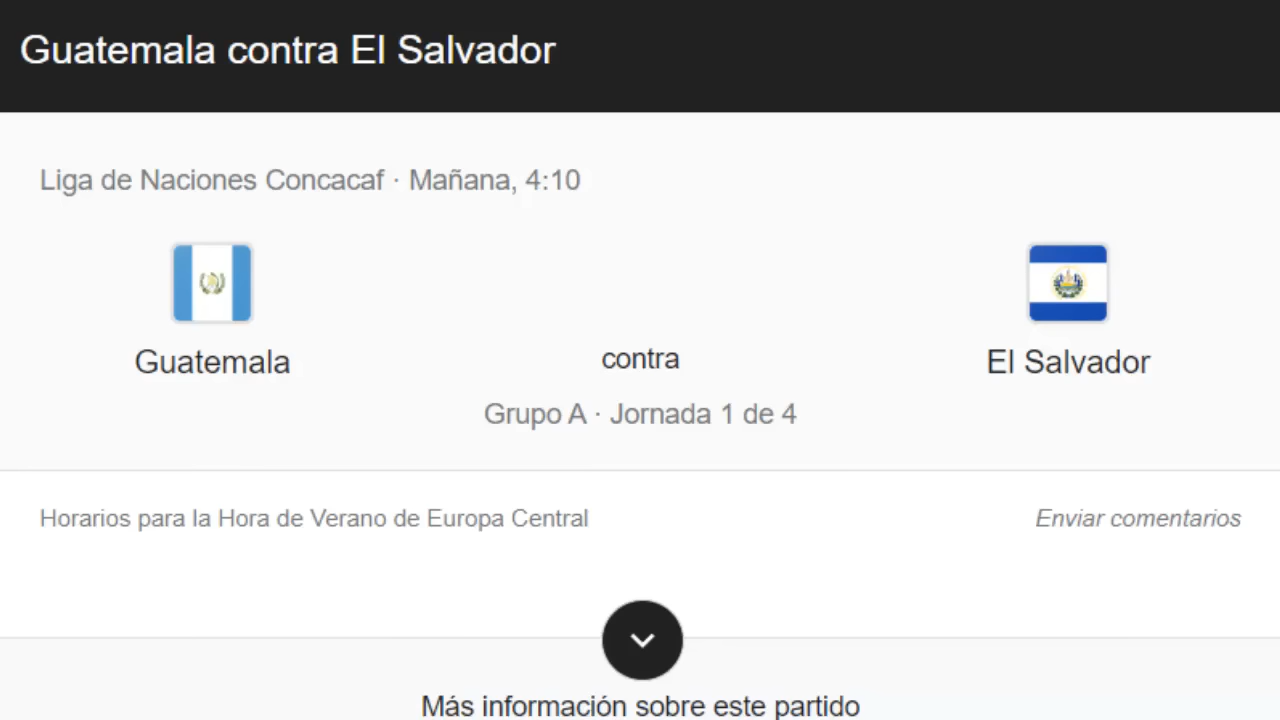 Guatemala contra El Salvador
Liga de Naciones Concacaf · Mañana, 4:10
Guatemala
contra
El Salvador
Grupo A · Jornada 1 de 4
Horarios para la Hora de Verano de Europa Central
Enviar comentarios
Más información sobre este partido